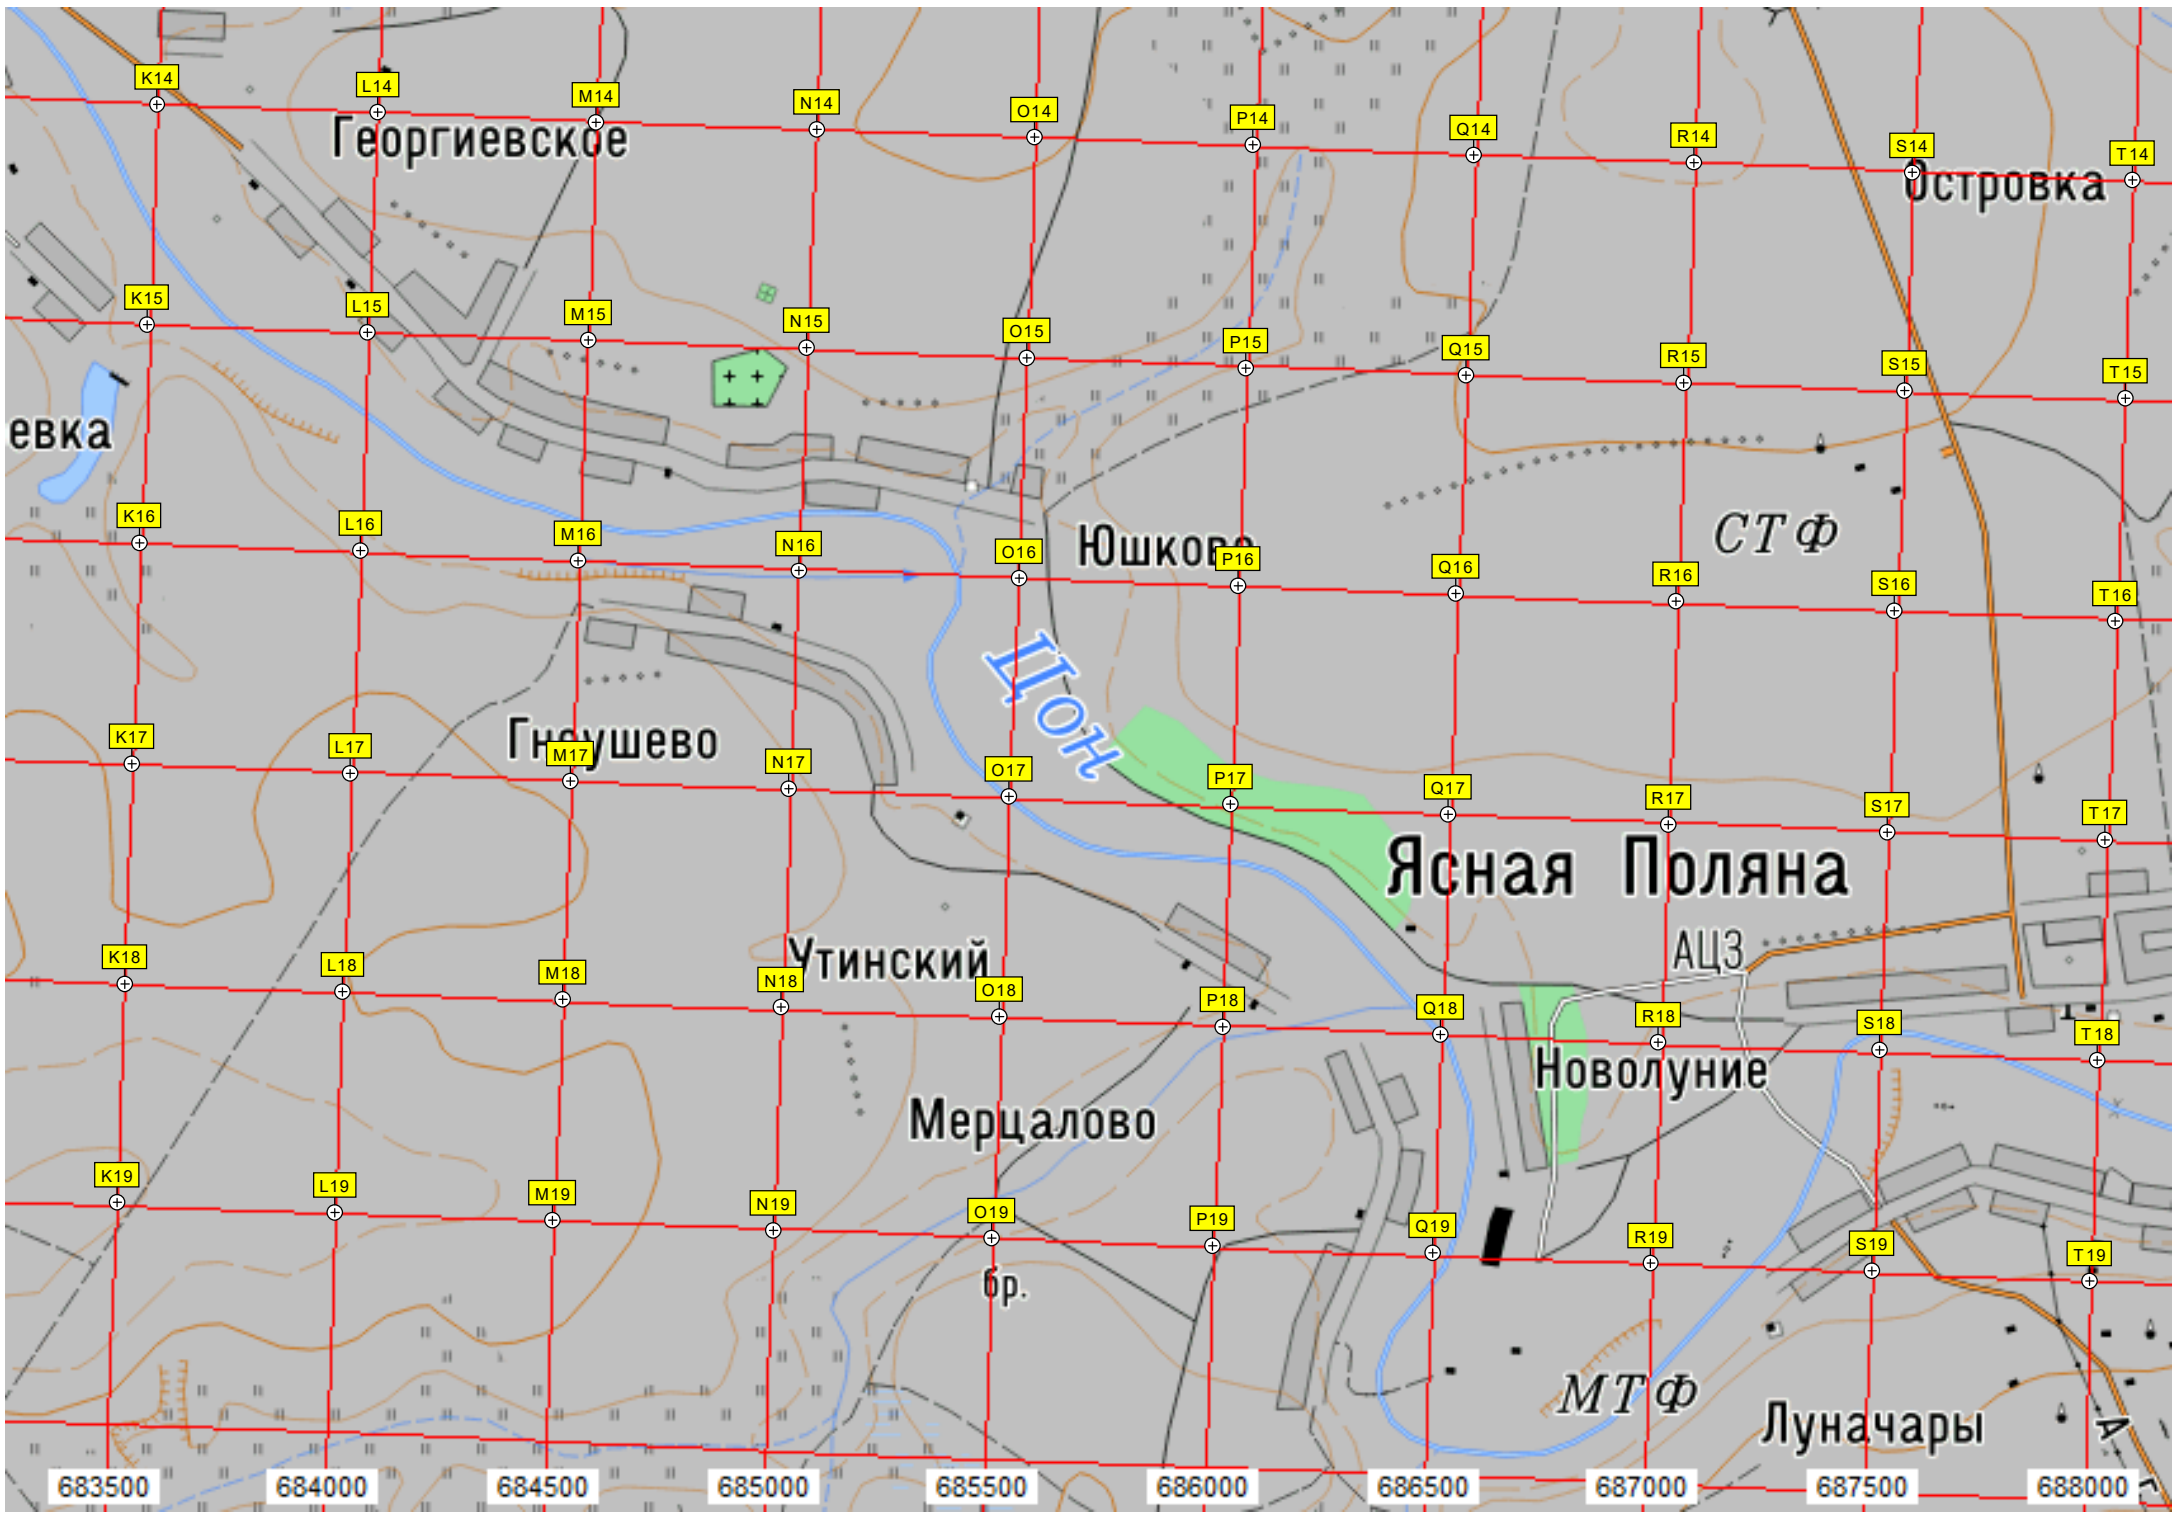 K14 L14 M14 N14 O14 P14 Q14 R14 S14 T14
Георгиевское
Островка
K15 L15 M15 N15 O15 P15 Q15 R15 S15 T15
евка
K16 L16 M16 N16 O16 P16 Q16 R16 S16 T16
Юшково
СТФ
Цон
K17 L17 M17 N17 O17 P17 Q17 R17 S17 T17
Гнеушево
Ясная Поляна
АЦЗ
Утинский
K18 L18 M18 N18 O18 P18 Q18 R18 S18 T18
Новолуние
Мерцалово
K19 L19 M19 N19 O19 P19 Q19 R19 S19 T19
бр.
МТФ
Луначары
А
683500 684000 684500 685000 685500 686000 686500 687000 687500 688000